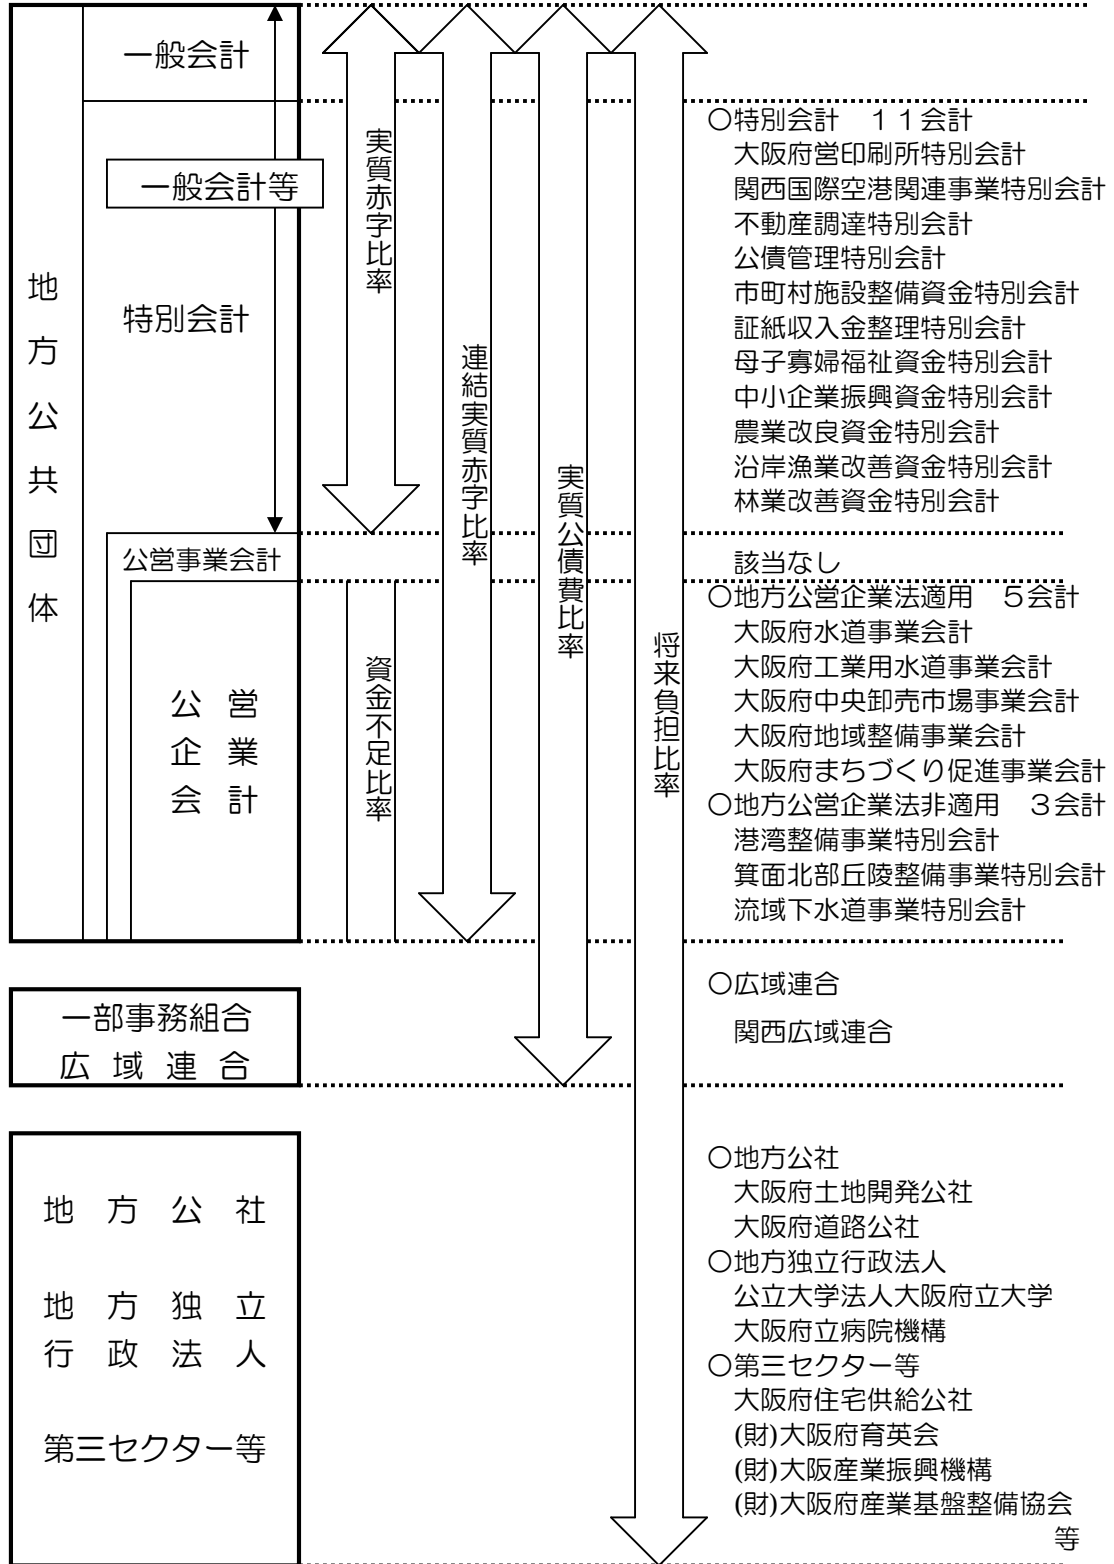 一般会計
一般会計等
特別会計
地方公共団体
公営事業会計
公営
企業
会計
実質赤字比率
連結実質赤字比率
実質公債費比率
将来負担比率
資金不足比率
〇特別会計　１１会計
大阪府営印刷所特別会計
関西国際空港関連事業特別会計
不動産調達特別会計
公債管理特別会計
市町村施設整備資金特別会計
証紙収入金整理特別会計
母子寡婦福祉資金特別会計
中小企業振興資金特別会計
農業改良資金特別会計
沿岸漁業改善資金特別会計
林業改善資金特別会計
該当なし
〇地方公営企業法適用　５会計
大阪府水道事業会計
大阪府工業用水道事業会計
大阪府中央卸売市場事業会計
大阪府地域整備事業会計
大阪府まちづくり促進事業会計
〇地方公営企業法非適用　３会計
港湾整備事業特別会計
箕面北部丘陵整備事業特別会計
流域下水道事業特別会計
一部事務組合
広域連合
〇広域連合
関西広域連合
地方公社
地方独立
行政法人
第三セクター等
〇地方公社
大阪府土地開発公社
大阪府道路公社
〇地方独立行政法人
公立大学法人大阪府立大学
大阪府立病院機構
〇第三セクター等
大阪府住宅供給公社
(財)大阪府育英会
(財)大阪産業振興機構
(財)大阪府産業基盤整備協会
等